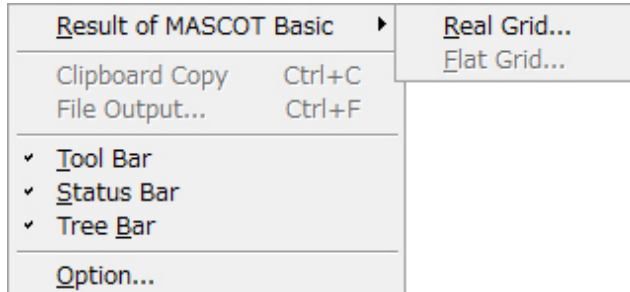 Result of MASCOT Basic
Real Grid...
Flat Grid...
Clipboard Copy Ctrl+C
File Output... Ctrl+F
Tool Bar
Status Bar
Tree Bar
Option...